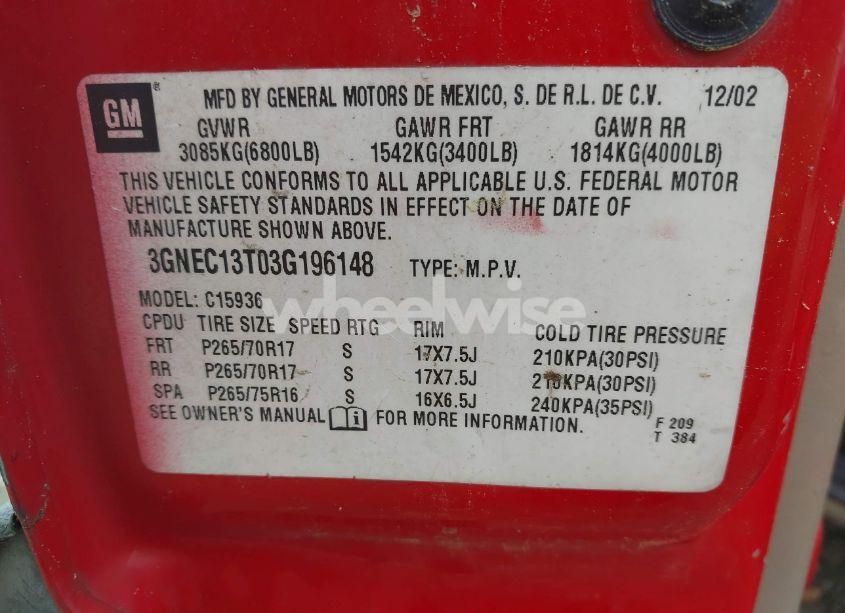 GM ®
MFD BY GENERAL MOTORS DE MEXICO, S. DE R.L. DE C.V. 12/02
GVWR GAWR FRT GAWR RR
3085KG(6800LB) 1542KG(3400LB) 1814KG(4000LB)
THIS VEHICLE CONFORMS TO ALL APPLICABLE U.S. FEDERAL MOTOR
VEHICLE SAFETY STANDARDS IN EFFECT ON THE DATE OF
MANUFACTURE SHOWN ABOVE.
3GNEC13T03G196148 TYPE: M.P.V.
MODEL: C15936
wheelwise
CPDU TIRE SIZE SPEED RTG RIM COLD TIRE PRESSURE
FRT P265/70R17 S 17X7.5J 210KPA(30PSI)
RR P265/70R17 S 17X7.5J 210KPA(30PSI)
SPA P265/75R16 S 16X6.5J 240KPA(35PSI)
SEE OWNER'S MANUAL i FOR MORE INFORMATION.
F 209
T 384